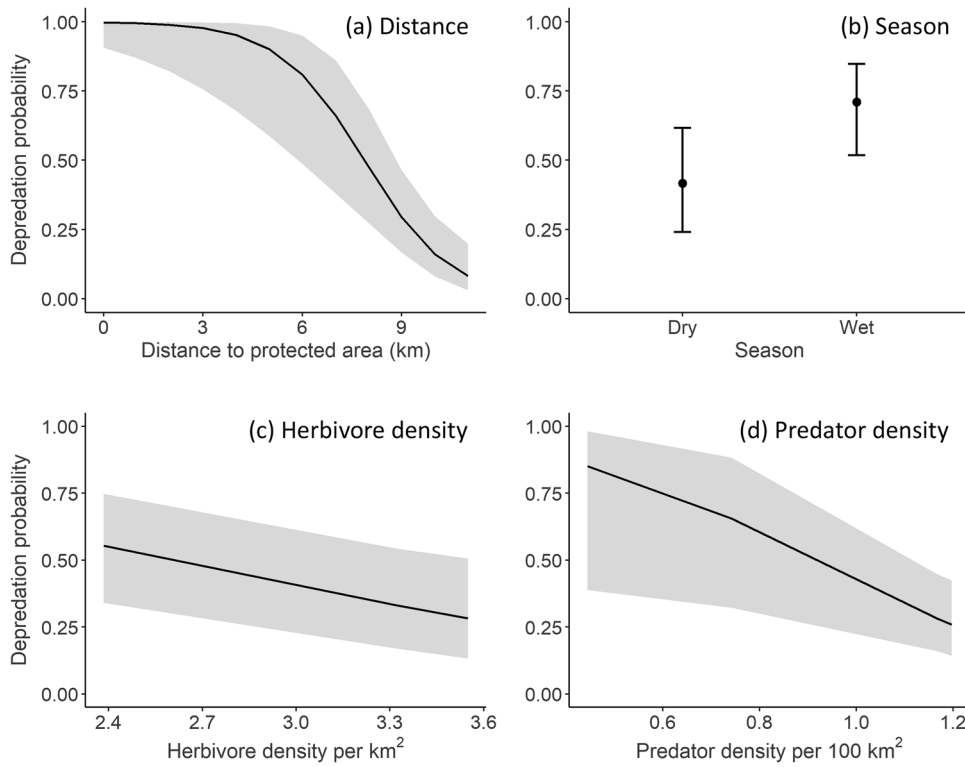 (a) Distance
Depredation probability
1.00
0.75
0.50
0.25
0.00
0 3 6 9
Distance to protected area (km)
(b) Season
1.00
0.75
0.50
0.25
0.00
Dry Wet
Season
(c) Herbivore density
Depredation probability
1.00
0.75
0.50
0.25
0.00
2.4 2.7 3.0 3.3 3.6
Herbivore density per km²
(d) Predator density
1.00
0.75
0.50
0.25
0.00
0.6 0.8 1.0 1.2
Predator density per 100 km²